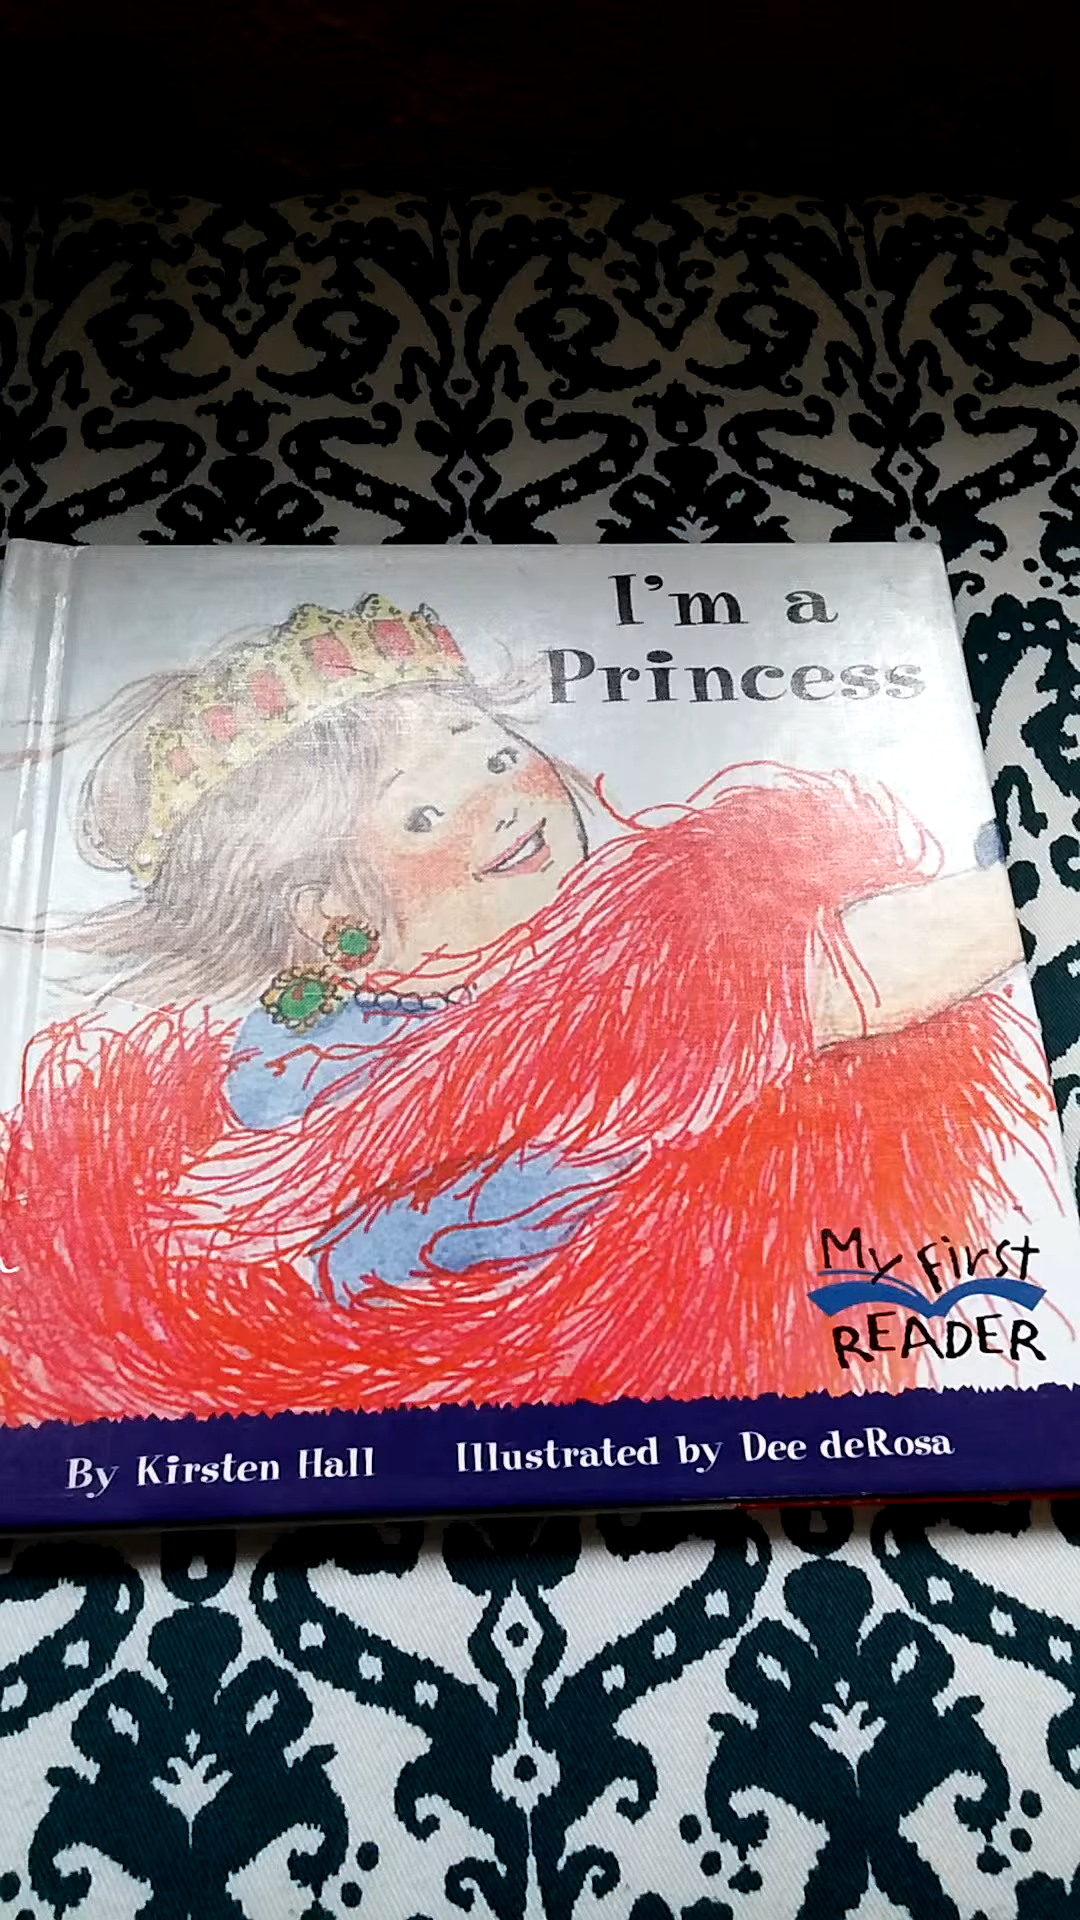 I'm a
Princess
My First
READER
By Kirsten Hall
Illustrated by Dee deRosa